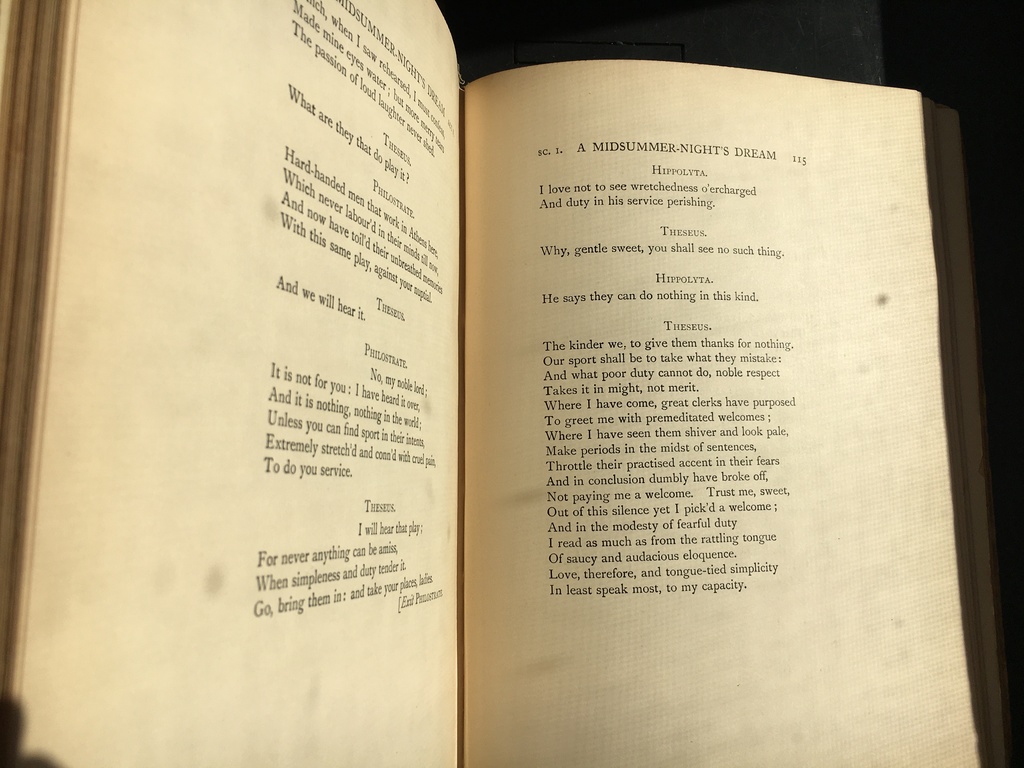 MIDSUMMER-NIGHT'S DREAM
which, when I saw rehearsed, I must confess,
Made mine eyes water; but more merry tears
The passion of loud laughter never shed.
THESEUS.
What are they that do play it?
PHILOSTRATE.
Hard-handed men that work in Athens here,
Which never labour'd in their minds till now,
And now have toil'd their unbreathed memories
With this same play, against your nuptial.
THESEUS.
And we will hear it.
PHILOSTRATE.
No, my noble lord;
It is not for you: I have heard it over,
And it is nothing, nothing in the world;
Unless you can find sport in their intents,
Extremely stretch'd and conn'd with cruel pain,
To do you service.
THESEUS.
I will hear that play;
For never anything can be amiss,
When simpleness and duty tender it.
Go, bring them in: and take your places, ladies.
[Exit PHILOSTRATE.
SC. I. A MIDSUMMER-NIGHT'S DREAM 115
HIPPOLYTA.
I love not to see wretchedness o'ercharged
And duty in his service perishing.
THESEUS.
Why, gentle sweet, you shall see no such thing.
HIPPOLYTA.
He says they can do nothing in this kind.
THESEUS.
The kinder we, to give them thanks for nothing.
Our sport shall be to take what they mistake:
And what poor duty cannot do, noble respect
Takes it in might, not merit.
Where I have come, great clerks have purposed
To greet me with premeditated welcomes;
Where I have seen them shiver and look pale,
Make periods in the midst of sentences,
Throttle their practised accent in their fears
And in conclusion dumbly have broke off,
Not paying me a welcome. Trust me, sweet,
Out of this silence yet I pick'd a welcome;
And in the modesty of fearful duty
I read as much as from the rattling tongue
Of saucy and audacious eloquence.
Love, therefore, and tongue-tied simplicity
In least speak most, to my capacity.